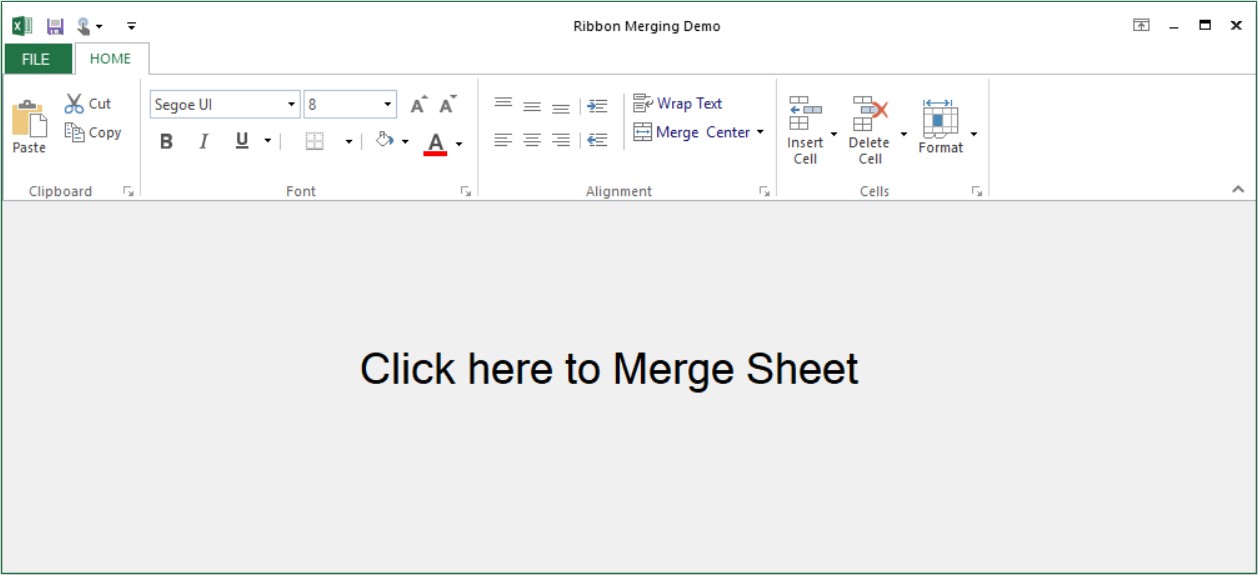 Ribbon Merging Demo
FILE HOME
Cut
Copy
Paste
Clipboard
Segoe UI 8
A A
B I U A
Font
Wrap Text
Merge Center
Alignment
Insert Cell
Delete Cell
Format
Cells
Click here to Merge Sheet